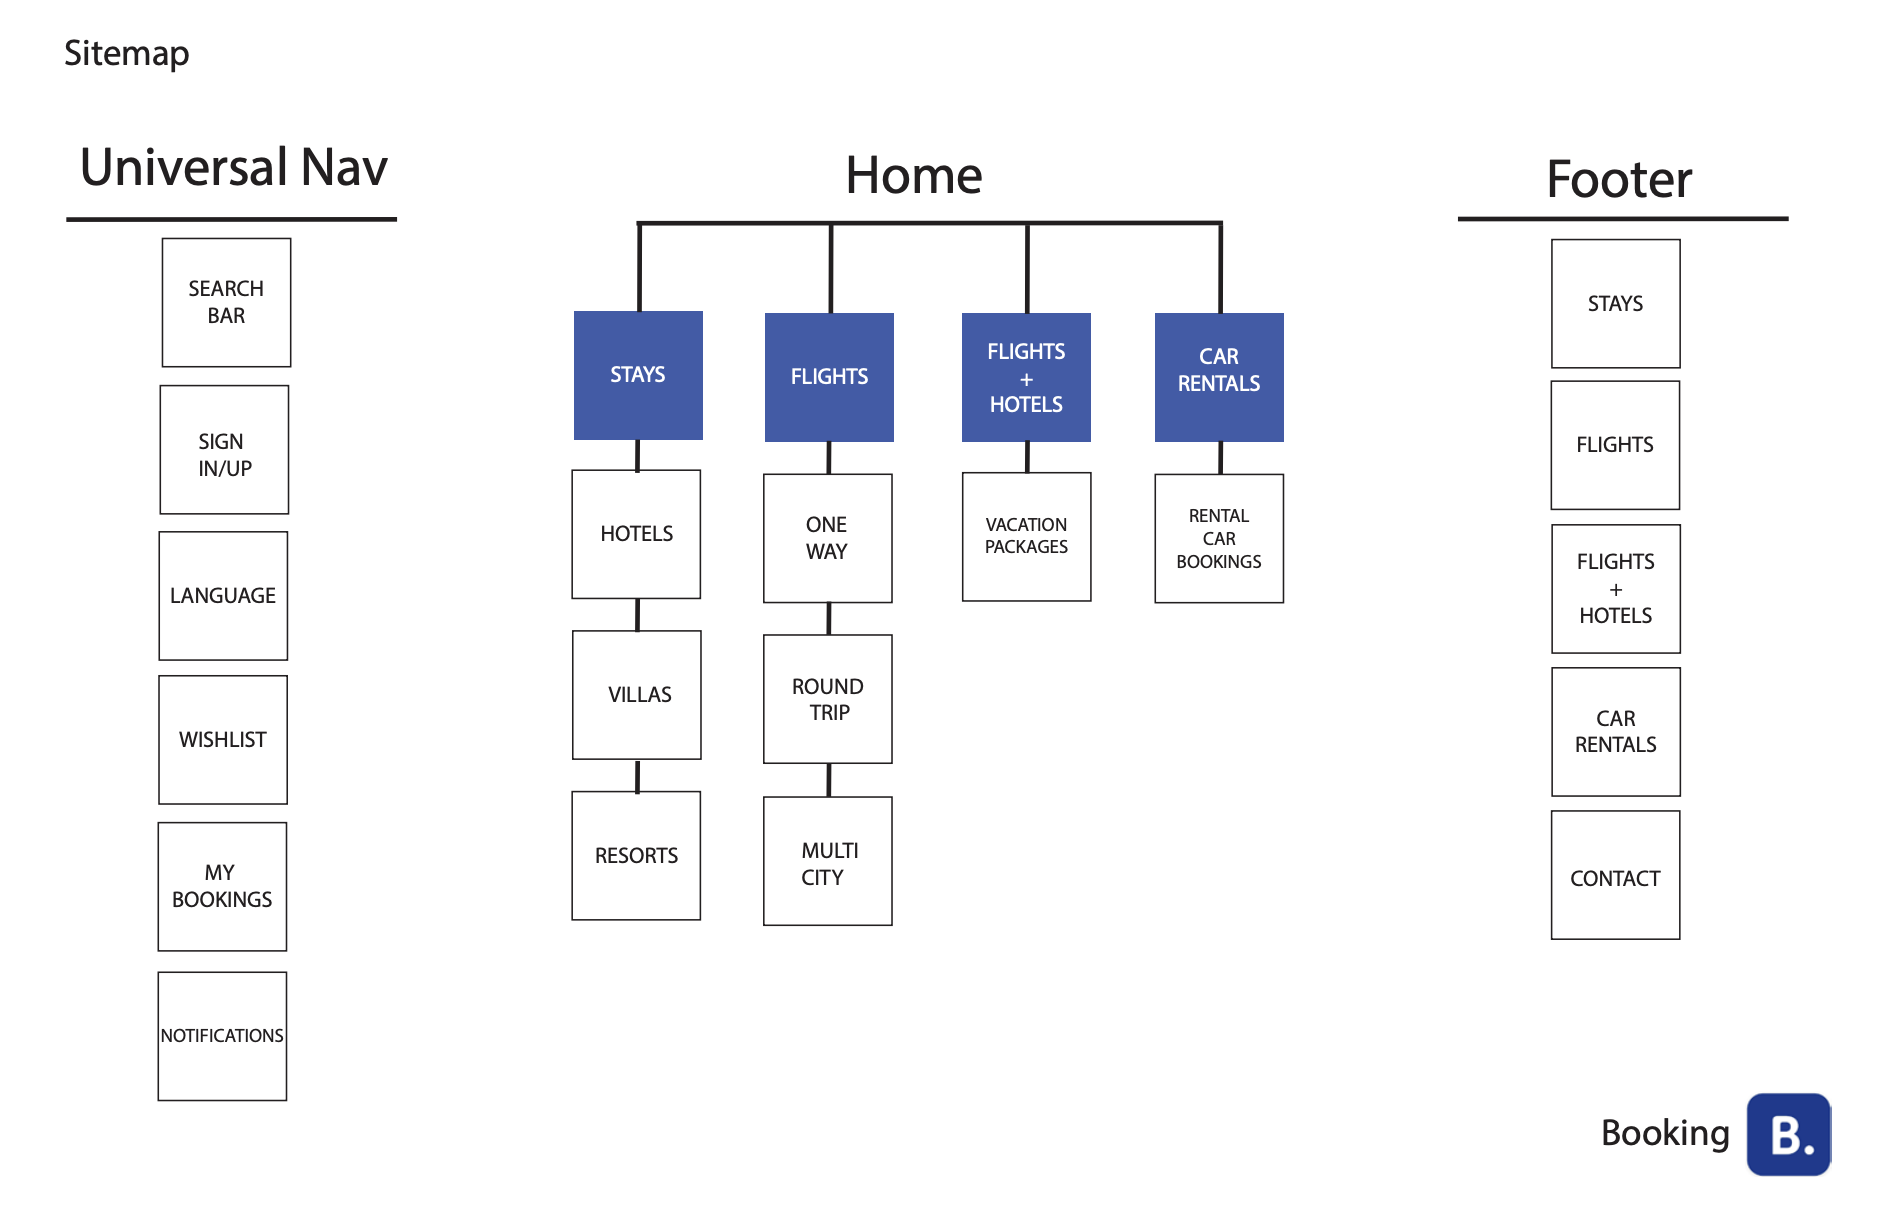 Sitemap
Universal Nav
SEARCH
BAR
SIGN
IN/UP
LANGUAGE
WISHLIST
MY
BOOKINGS
NOTIFICATIONS
Home
STAYS
HOTELS
VILLAS
RESORTS
FLIGHTS
ONE
WAY
ROUND
TRIP
MULTI
CITY
FLIGHTS
+
HOTELS
VACATION
PACKAGES
CAR
RENTALS
RENTAL
CAR
BOOKINGS
Footer
STAYS
FLIGHTS
FLIGHTS
+
HOTELS
CAR
RENTALS
CONTACT
Booking
B.